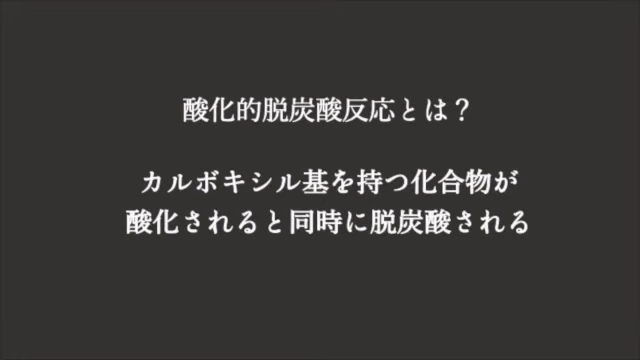 酸化的脱炭酸反応とは？
カルボキシル基を持つ化合物が
酸化されると同時に脱炭酸される